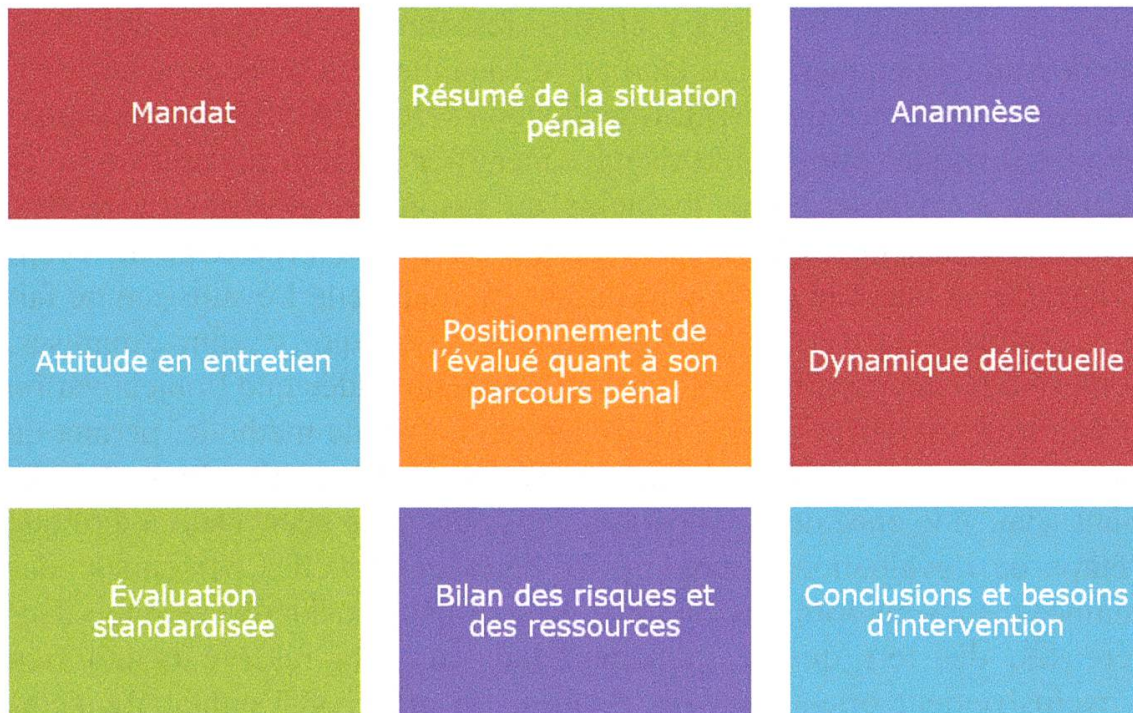 Mandat
Résumé de la situation
pénale
Anamnèse
Attitude en entretien
Positionnement de
l'évalué quant à son
parcours pénal
Dynamique délictuelle
Évaluation
standardisée
Bilan des risques et
des ressources
Conclusions et besoins
d'intervention